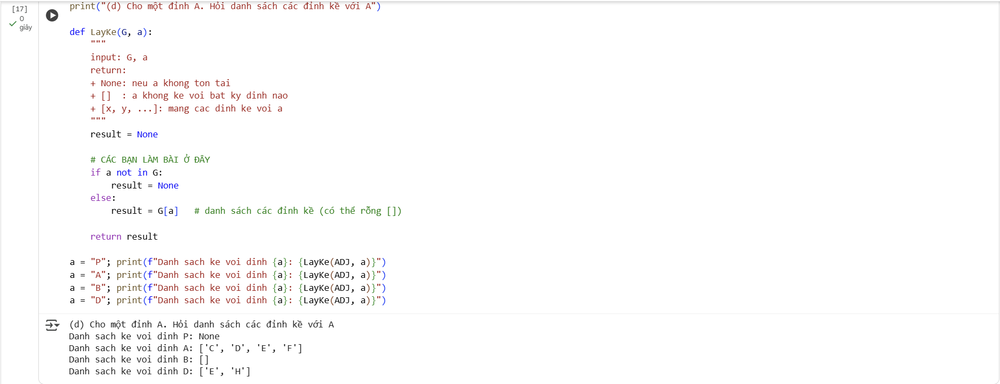 [17]
0
giây
print("(d) Cho một đỉnh A. Hỏi danh sách các đỉnh kề với A")
def LayKe(G, a):
    """
    input: G, a
    return:
    + None: neu a khong ton tai
    + []  : a khong ke voi bat ky dinh nao
    + [x, y, ...]: mang cac dinh ke voi a
    """
    result = None
    # CÁC BẠN LÀM BÀI Ở ĐÂY
    if a not in G:
        result = None
    else:
        result = G[a]   # danh sách các đỉnh kề (có thể rỗng [])
    return result
a = "P"; print(f"Danh sach ke voi dinh {a}: {LayKe(ADJ, a)}")
a = "A"; print(f"Danh sach ke voi dinh {a}: {LayKe(ADJ, a)}")
a = "B"; print(f"Danh sach ke voi dinh {a}: {LayKe(ADJ, a)}")
a = "D"; print(f"Danh sach ke voi dinh {a}: {LayKe(ADJ, a)}")
(d) Cho một đỉnh A. Hỏi danh sách các đỉnh kề với A
Danh sach ke voi dinh P: None
Danh sach ke voi dinh A: ['C', 'D', 'E', 'F']
Danh sach ke voi dinh B: []
Danh sach ke voi dinh D: ['E', 'H']